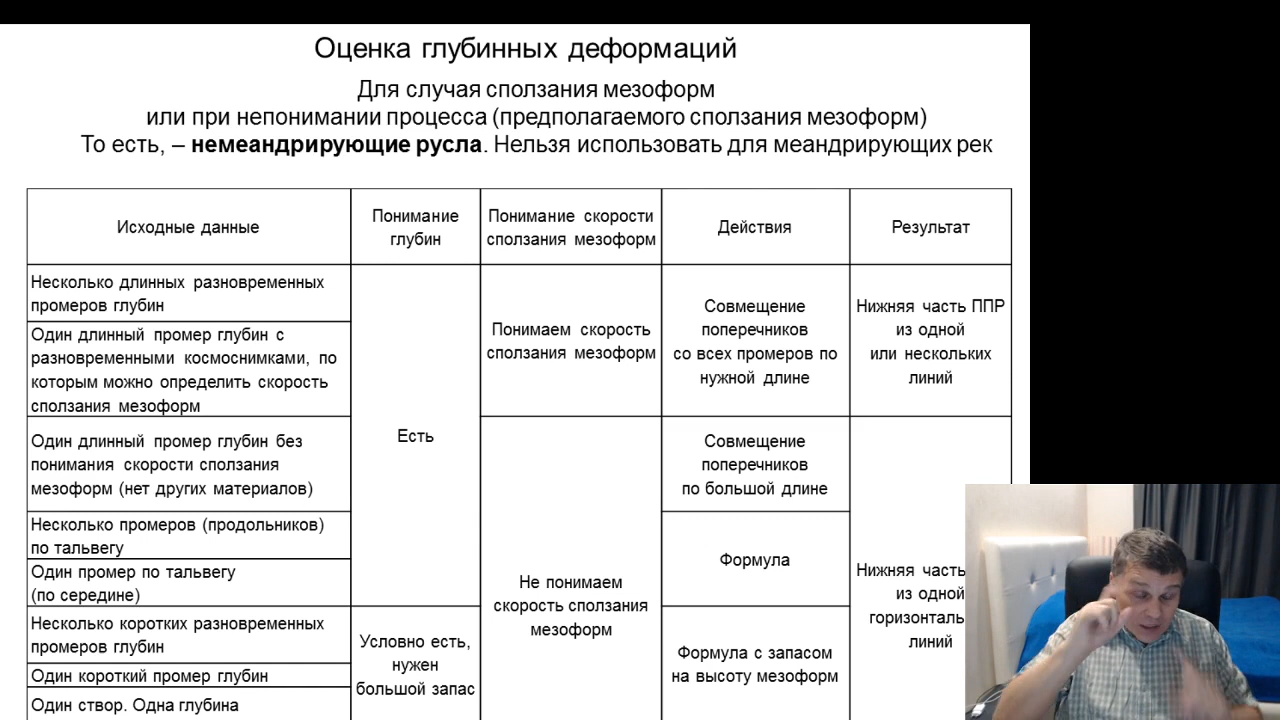 Оценка глубинных деформаций
Для случая сползания мезоформ
или при непонимании процесса (предполагаемого сползания мезоформ)
То есть, – немеандрирующие русла. Нельзя использовать для меандрирующих рек
Исходные данные
Понимание
глубин
Понимание скорости
сползания мезоформ
Действия
Результат
Несколько длинных разновременных
промеров глубин
Один длинный промер глубин с
разновременными космоснимками, по
которым можно определить скорость
сползания мезоформ
Есть
Понимаем скорость
сползания мезоформ
Совмещение
поперечников
со всех промеров по
нужной длине
Нижняя часть ППР
из одной
или нескольких
линий
Один длинный промер глубин без
понимания скорости сползания
мезоформ (нет других материалов)
Не понимаем
скорость сползания
мезоформ
Совмещение
поперечников
по большой длине
Нижняя часть
из одной
горизонталь
линий
Несколько промеров (продольников)
по тальвегу
Один промер по тальвегу
(по середине)
Формула
Несколько коротких разновременных
промеров глубин
Один короткий промер глубин
Один створ. Одна глубина
Условно есть,
нужен
большой запас
Формула с запасом
на высоту мезоформ